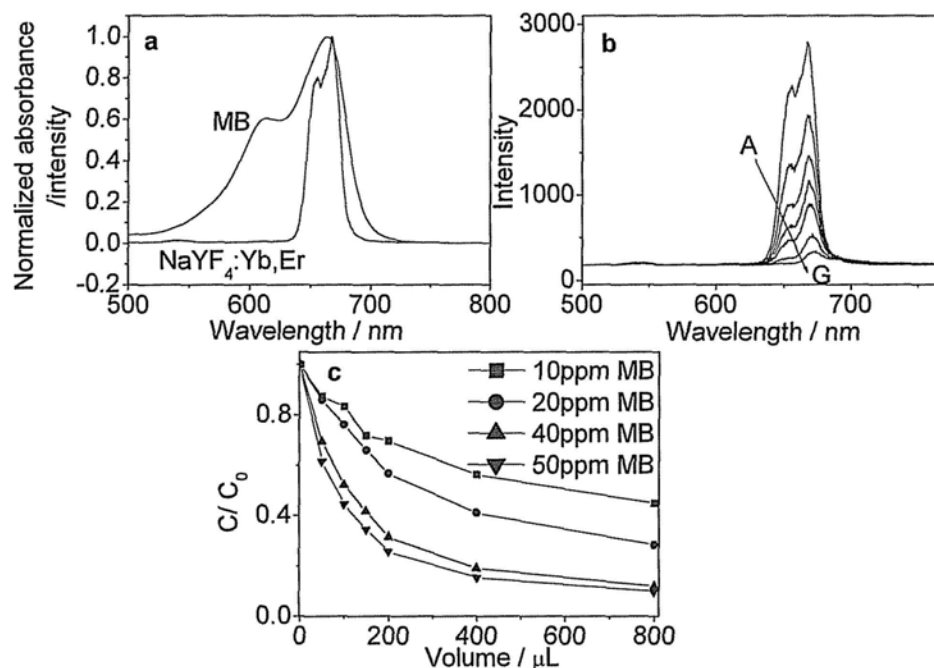 a
1.0
0.8
0.6
0.4
0.2
0.0
-0.2
Normalized absorbance
/intensity
MB
NaYF4:Yb,Er
500 600 700 800
Wavelength / nm
b
3000
2000
1000
0
Intensity
A
G
500 600 700
Wavelength / nm
c
0.8
0.4
0.0
C/ C0
10ppm MB
20ppm MB
40ppm MB
50ppm MB
0 200 400 600 800
Volume / μL